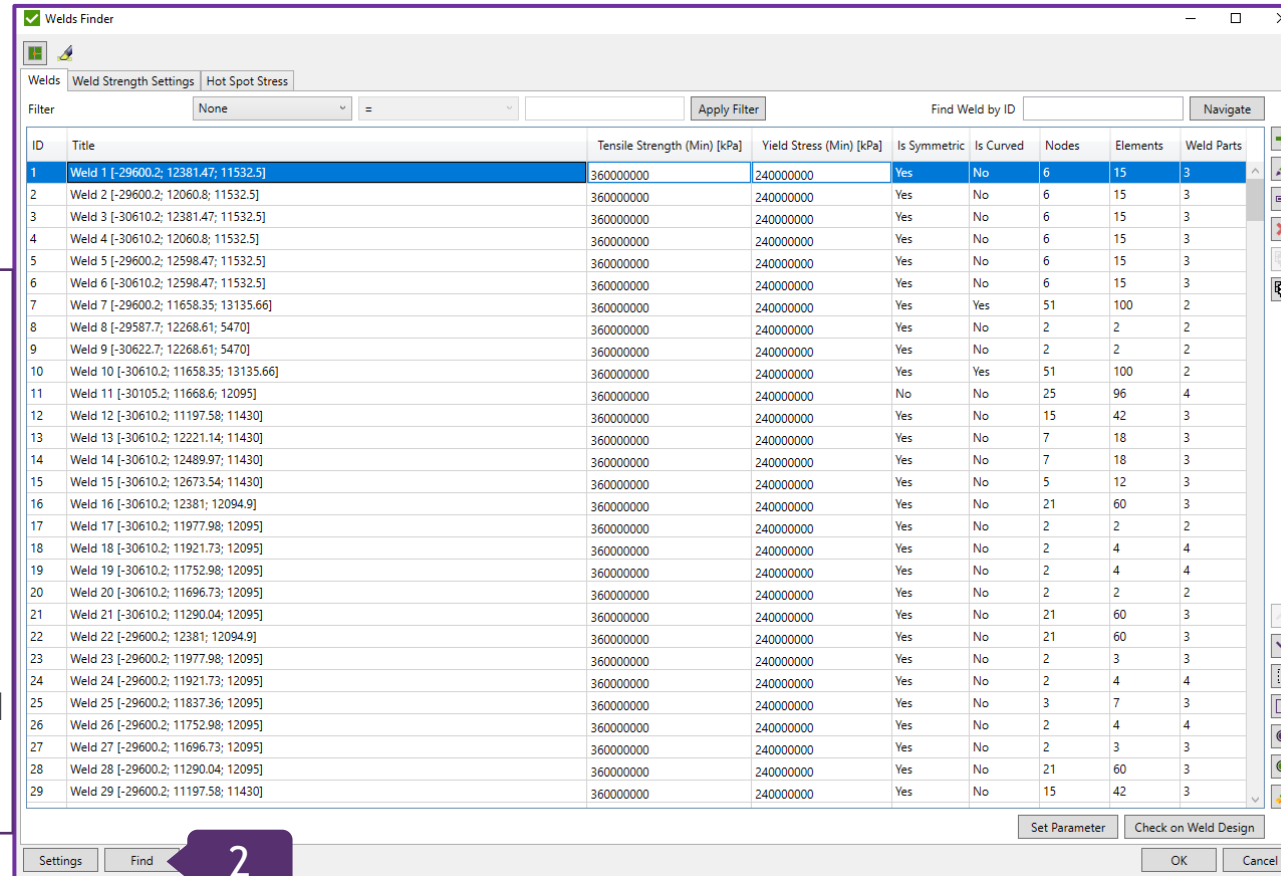 Welds Finder
Welds Weld Strength Settings Hot Spot Stress
Filter None = Apply Filter Find Weld by ID Navigate
ID Title Tensile Strength (Min) [kPa] Yield Stress (Min) [kPa] Is Symmetric Is Curved Nodes Elements Weld Parts
1 Weld 1 [-29600.2; 12381.47; 11532.5] 360000000 240000000 Yes No 6 15 3
2 Weld 2 [-29600.2; 12060.8; 11532.5] 360000000 240000000 Yes No 6 15 3
3 Weld 3 [-30610.2; 12381.47; 11532.5] 360000000 240000000 Yes No 6 15 3
4 Weld 4 [-30610.2; 12060.8; 11532.5] 360000000 240000000 Yes No 6 15 3
5 Weld 5 [-29600.2; 12598.47; 11532.5] 360000000 240000000 Yes No 6 15 3
6 Weld 6 [-30610.2; 12598.47; 11532.5] 360000000 240000000 Yes No 6 15 3
7 Weld 7 [-29600.2; 11658.35; 13135.66] 360000000 240000000 Yes Yes 51 100 2
8 Weld 8 [-29587.7; 12268.61; 5470] 360000000 240000000 Yes No 2 2 2
9 Weld 9 [-30622.7; 12268.61; 5470] 360000000 240000000 Yes No 2 2 2
10 Weld 10 [-30610.2; 11658.35; 13135.66] 360000000 240000000 Yes Yes 51 100 2
11 Weld 11 [-30105.2; 11668.6; 12095] 360000000 240000000 No No 25 96 4
12 Weld 12 [-30610.2; 11197.58; 11430] 360000000 240000000 Yes No 15 42 3
13 Weld 13 [-30610.2; 12221.14; 11430] 360000000 240000000 Yes No 7 18 3
14 Weld 14 [-30610.2; 12489.97; 11430] 360000000 240000000 Yes No 7 18 3
15 Weld 15 [-30610.2; 12673.54; 11430] 360000000 240000000 Yes No 5 12 3
16 Weld 16 [-30610.2; 12381; 12094.9] 360000000 240000000 Yes No 21 60 3
17 Weld 17 [-30610.2; 11977.98; 12095] 360000000 240000000 Yes No 2 2 2
18 Weld 18 [-30610.2; 11921.73; 12095] 360000000 240000000 Yes No 2 4 4
19 Weld 19 [-30610.2; 11752.98; 12095] 360000000 240000000 Yes No 2 4 4
20 Weld 20 [-30610.2; 11696.73; 12095] 360000000 240000000 Yes No 2 2 2
21 Weld 21 [-30610.2; 11290.04; 12095] 360000000 240000000 Yes No 21 60 3
22 Weld 22 [-29600.2; 12381; 12094.9] 360000000 240000000 Yes No 21 60 3
23 Weld 23 [-29600.2; 11977.98; 12095] 360000000 240000000 Yes No 2 3 3
24 Weld 24 [-29600.2; 11921.73; 12095] 360000000 240000000 Yes No 2 4 4
25 Weld 25 [-29600.2; 11837.36; 12095] 360000000 240000000 Yes No 3 7 3
26 Weld 26 [-29600.2; 11752.98; 12095] 360000000 240000000 Yes No 2 4 4
27 Weld 27 [-29600.2; 11696.73; 12095] 360000000 240000000 Yes No 2 3 3
28 Weld 28 [-29600.2; 11290.04; 12095] 360000000 240000000 Yes No 21 60 3
29 Weld 29 [-29600.2; 11197.58; 11430] 360000000 240000000 Yes No 15 42 3
Set Parameter Check on Weld Design
Settings Find 2 OK Cancel